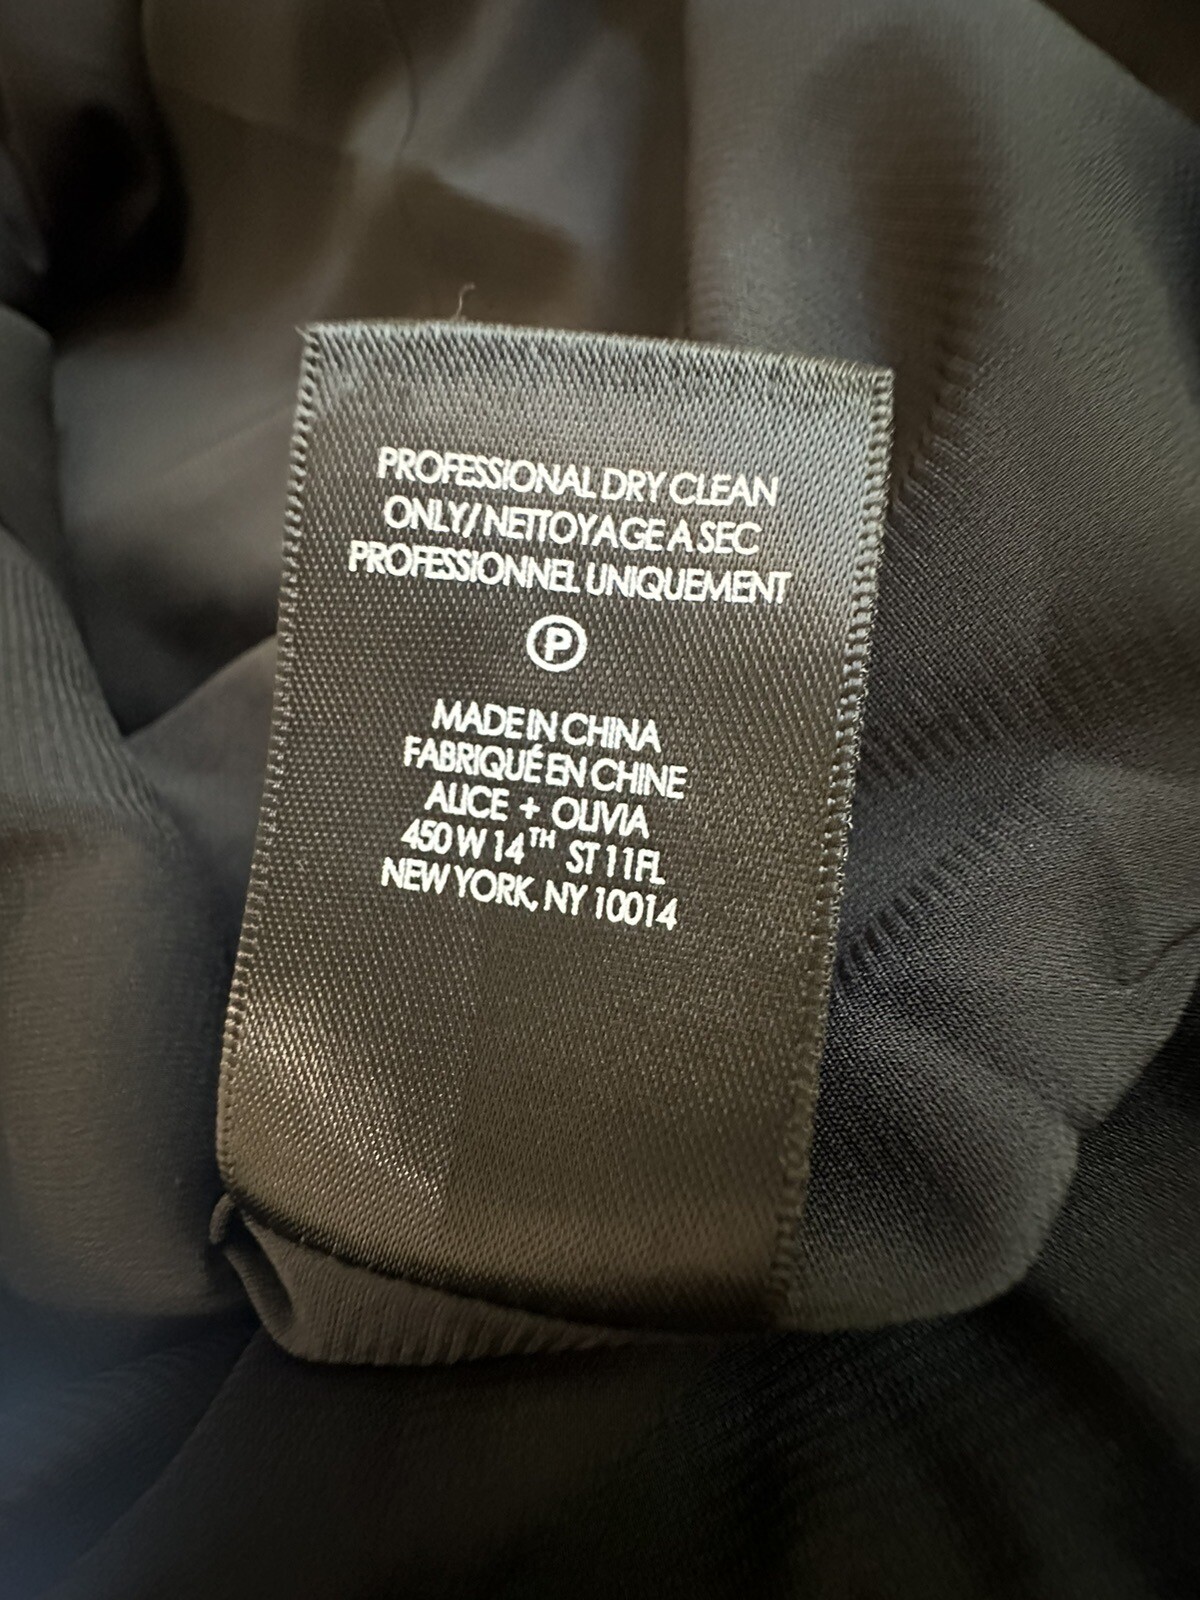 PROFESSIONAL DRY CLEAN
ONLY/ NETTOYAGE A SEC
PROFESSIONNEL UNIQUEMENT
P
MADE IN CHINA
FABRIQUÉ EN CHINE
ALICE + OLIVIA
450 W 14TH ST 11FL
NEW YORK, NY 10014